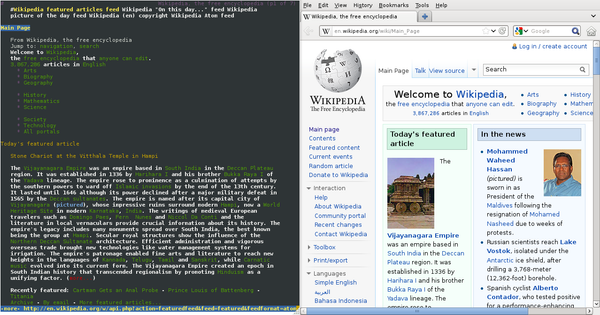 Wikipedia, the free encyclopedia
#Wikipedia featured articles feed Wikipedia "On this day..." feed Wikipedia
picture of the day feed Wikipedia (en) copyright Wikipedia Atom feed
Main Page
From Wikipedia, the free encyclopedia
Jump to: navigation, search
Welcome to Wikipedia,
the free encyclopedia that anyone can edit.
3,867,286 articles in English
* Arts
* Biography
* Geography
* History
* Mathematics
* Science
* Society
* Technology
* All portals
Today's featured article
Stone Chariot at the Vitthala Temple in Hampi
The Vijayanagara Empire was an empire based in South India in the Deccan Plateau
region. It was established in 1336 by Harihara I and his brother Bukka Raya I of
the Yadava lineage. The empire rose to prominence as a culmination of attempts by
the southern powers to ward off Islamic invasions by the end of the 13th century.
It lasted until 1646 although its power declined after a major military defeat in
1565 by the Deccan sultanates. The empire is named after its capital city of
Vijayanagara (pictured), whose impressive ruins surround modern Hampi, now a World
Heritage Site in modern Karnataka, India. The writings of medieval European
travelers such as Domingo Paes, Fernao Nunes and Niccolò Da Conti and the
literature in local vernaculars provide crucial information about its history. The
empire's legacy includes many monuments spread over South India, the best known
being the group at Hampi. Secular royal structures show the influence of the
Northern Deccan Sultanates architecture. Efficient administration and vigorous
overseas trade brought new technologies like water management systems for
irrigation. The empire's patronage enabled fine arts and literature to reach new
heights in the languages of Kannada, Telugu, Tamil and Sanskrit, while Carnatic
music evolved into its current form. The Vijayanagara Empire created an epoch in
South Indian history that transcended regionalism by promoting Hinduism as a
unifying factor.
Recently featured: Cartman Gets an Anal Probe - Prince Louis of Battenberg -
Titania
Archive - By email - More featured articles...
-more- http://en.wikipedia.org/w/api.php?action=featuredfeed&feed=featured&feedformat=atom
File Edit View History Bookmarks Tools Help
Wikipedia, the free encyclopedia
en.wikipedia.org/wiki/Main_Page
Log in / create account
Main Page Talk View source
Search
WIKIPEDIA
The Free Encyclopedia
Main page
Contents
Featured content
Current events
Random article
Donate to Wikipedia
Interaction
Help
About Wikipedia
Community portal
Recent changes
Contact Wikipedia
Toolbox
Print/export
Languages
Simple English
العربية
Bahasa Indonesia
Welcome to Wikipedia,
the free encyclopedia that anyone can edit.
3,867,286 articles in English
Arts
Biography
Geography
History
Mathem
Science
Today's featured
article
The
Vijayanagara Empire
was an empire based in
South India in the Deccan
Plateau region. It was
established in 1336 by
Harihara I and his brother
Bukka Raya I of the
Yadava lineage. The
empire rose to
In the news
Mohammed
Waheed
Hassan
(pictured) is
sworn in as
President of the
Maldives following the
resignation of Mohamed
Nasheed due to weeks of
protests.
Russian scientists reach Lake
Vostok, isolated under the
Antarctic ice shield, after
drilling a 3,768-meter
(12,362-foot) borehole.
Spanish cyclist Alberto
Contador, who tested positive
for a performance-enhancing